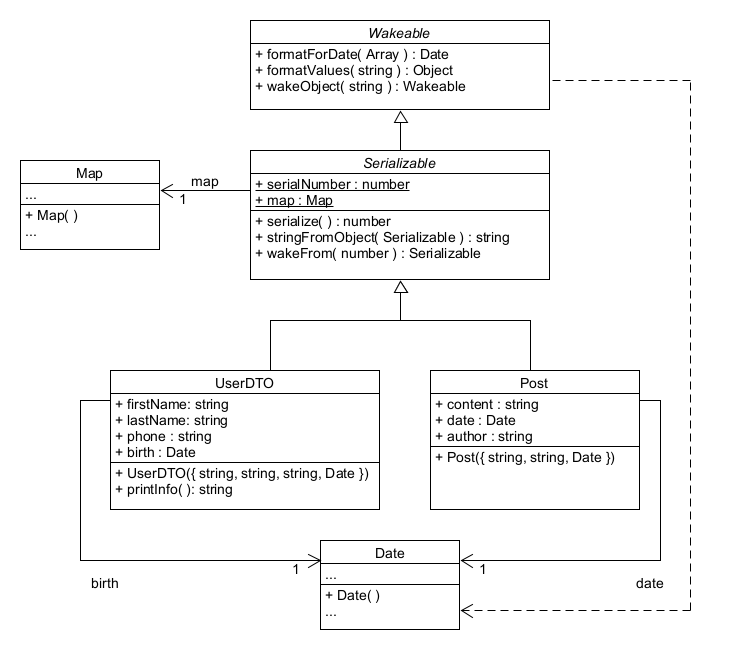 Wakeable
+ formatForDate( Array ) : Date
+ formatValues( string ) : Object
+ wakeObject( string ) : Wakeable
Serializable
+ serialNumber : number
+ map : Map
+ serialize( ) : number
+ stringFromObject( Serializable ) : string
+ wakeFrom( number ) : Serializable
map
1
Map
...
+ Map( )
...
UserDTO
+ firstName: string
+ lastName: string
+ phone : string
+ birth : Date
+ UserDTO({ string, string, string, Date })
+ printInfo( ): string
Post
+ content : string
+ date : Date
+ author : string
+ Post({ string, string, Date })
Date
...
+ Date( )
...
1
birth
1
date